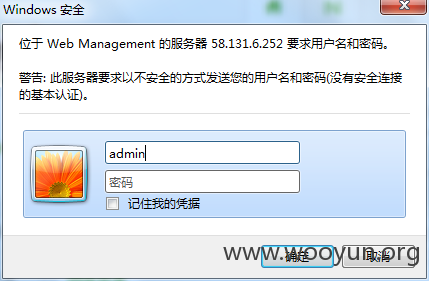 Windows 安全
位于 Web Management 的服务器 58.131.6.252 要求用户名和密码。
警告: 此服务器要求以不安全的方式发送您的用户名和密码(没有安全连接
的基本认证)。
admin
密码
记住我的凭据
确定
取消
www.wooyun.org